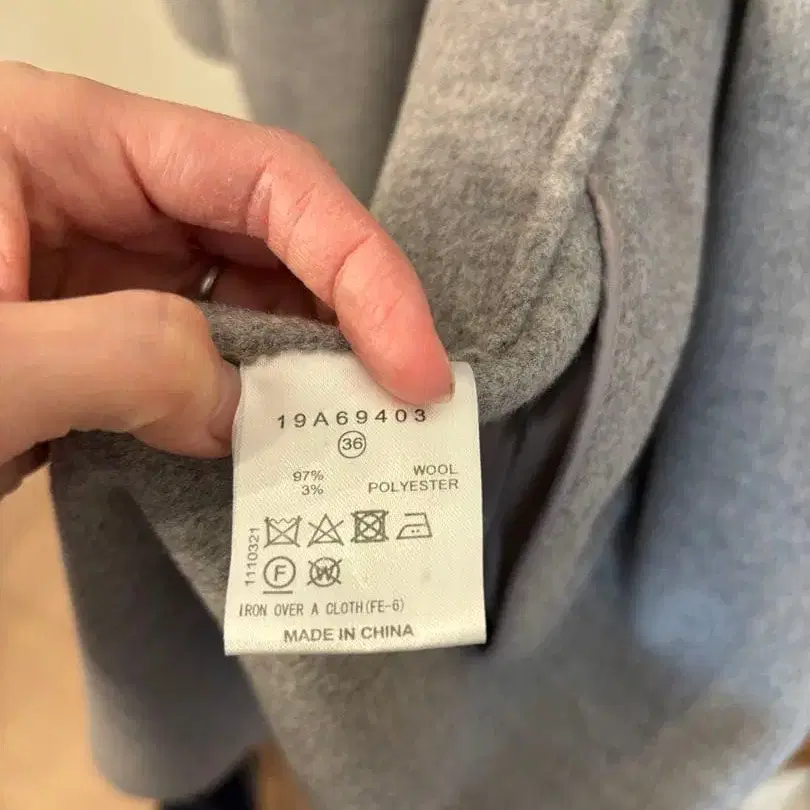 19A69403
36
97% WOOL
3% POLYESTER
1110321
F W
IRON OVER A CLOTH(FE-6)
MADE IN CHINA